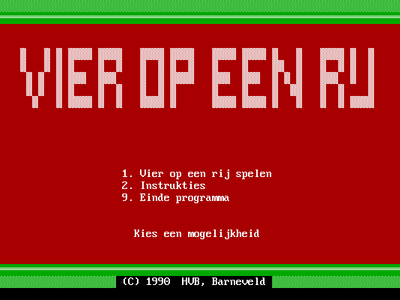 VIER OP EEN RIJ
1. Vier op een rij spelen
2. Instrukties
9. Einde programma
Kies een mogelijkheid
(C) 1990 HVB, Barneveld